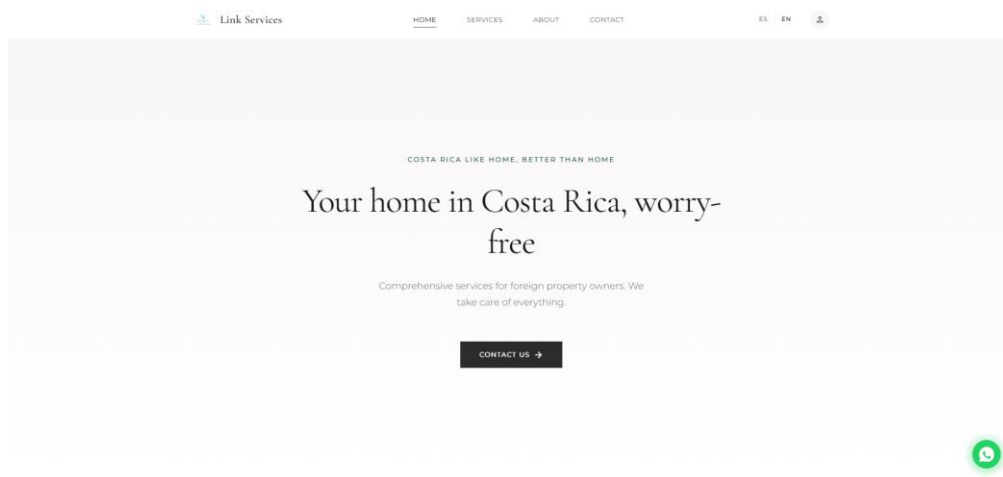 Link Services
HOME SERVICES ABOUT CONTACT
ES / EN
COSTA RICA LIKE HOME, BETTER THAN HOME
Your home in Costa Rica, worry-
free
Comprehensive services for foreign property owners. We
take care of everything.
CONTACT US →